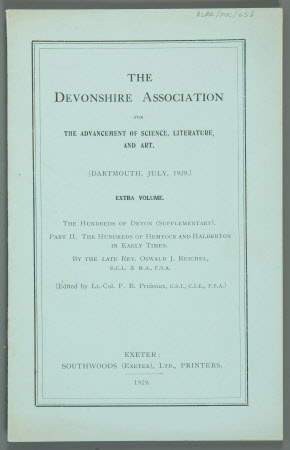 THE
DEVONSHIRE ASSOCIATION
FOR
THE ADVANCEMENT OF SCIENCE, LITERATURE,
AND ART.
[DARTMOUTH, JULY, 1929.]
EXTRA VOLUME.
THE HUNDREDS OF DEVON (SUPPLEMENTARY).
PART II. THE HUNDREDS OF HEMYOCK AND HALBERTON
IN EARLY TIMES.
BY THE LATE REV. OSWALD J. REICHEL,
B.C.L. & M.A., F.S.A.
(Edited by LT.-COL. F. B. Prideaux, C.S.I., C.I.E., F.S.A.)
EXETER:
SOUTHWOODS (EXETER), LTD., PRINTERS.
1929.